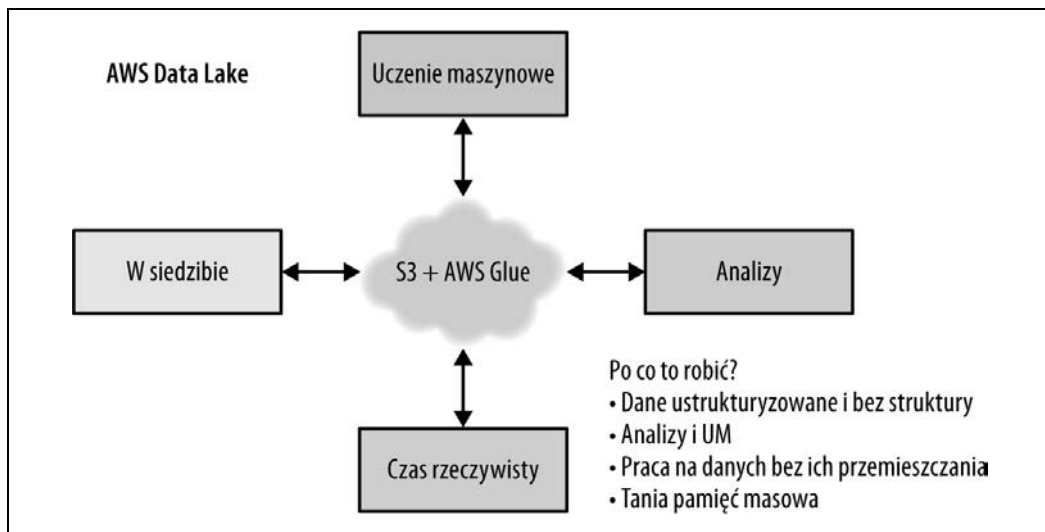 AWS Data Lake
Uczenie maszynowe
W siedzibie
S3 + AWS Glue
Analizy
Czas rzeczywisty
Po co to robić?
• Dane ustrukturyzowane i bez struktury
• Analizy i UM
• Praca na danych bez ich przemieszczania
• Tania pamięć masowa